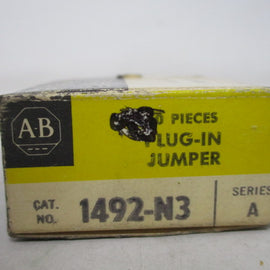 PIECES
A-B PLUG-IN
JUMPER
CAT. NO. 1492-N3 SERIES A